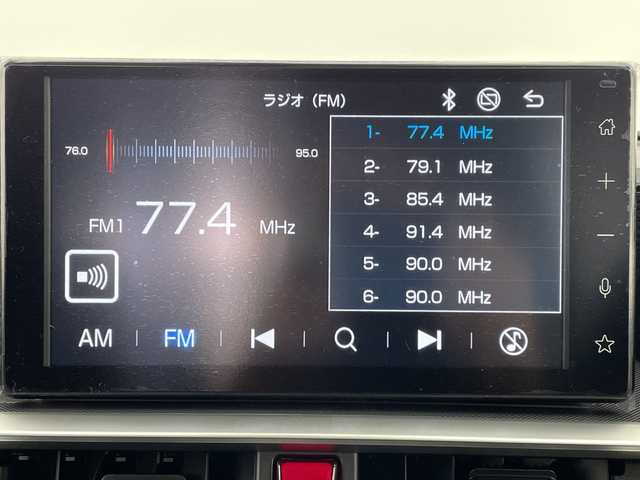 ラジオ（FM）
76.0
95.0
FM1 77.4 MHz
1- 77.4 MHz
2- 79.1 MHz
3- 85.4 MHz
4- 91.4 MHz
5- 90.0 MHz
6- 90.0 MHz
AM FM